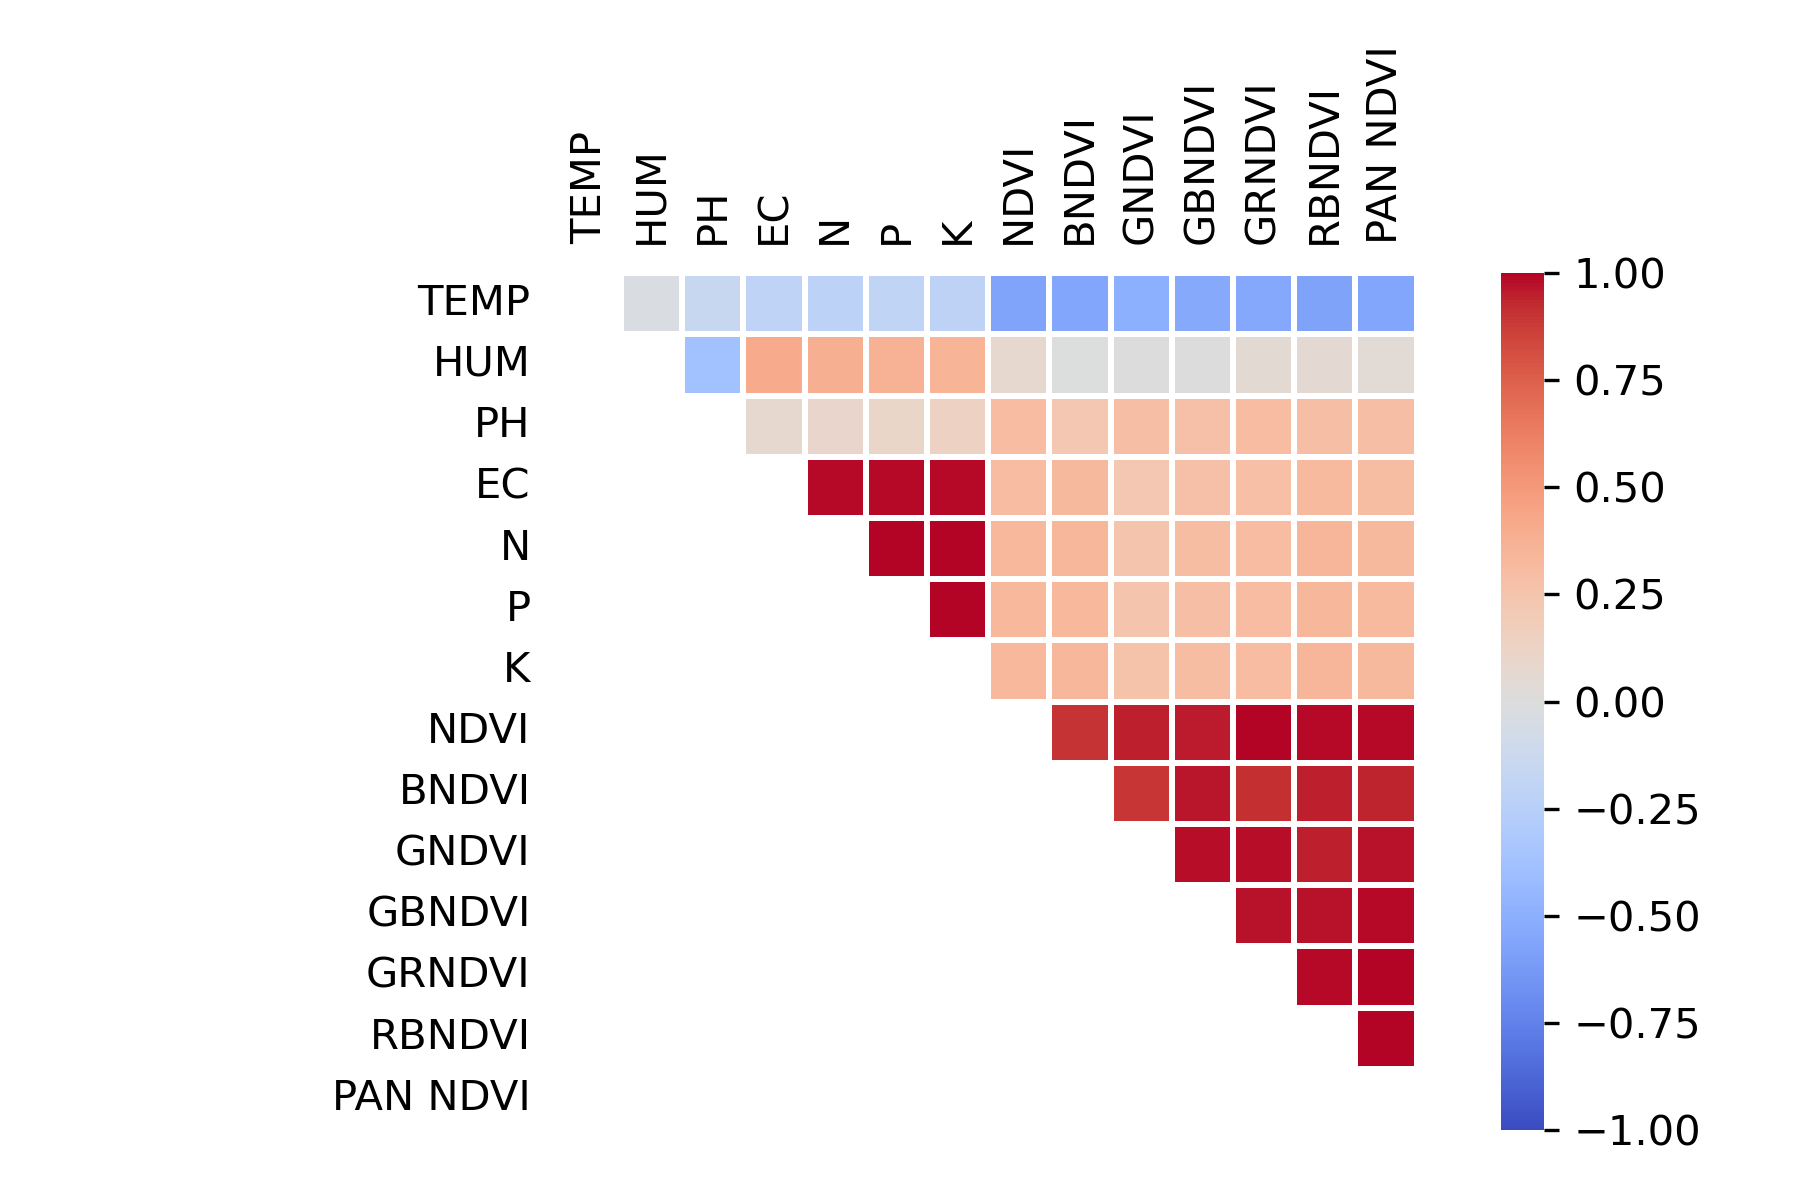 TEMP
HUM
PH
EC
N
P
K
NDVI
BNDVI
GNDVI
GBNDVI
GRNDVI
RBNDVI
PAN NDVI
TEMP
HUM
PH
EC
N
P
K
NDVI
BNDVI
GNDVI
GBNDVI
GRNDVI
RBNDVI
PAN NDVI
1.00
0.75
0.50
0.25
0.00
−0.25
−0.50
−0.75
−1.00